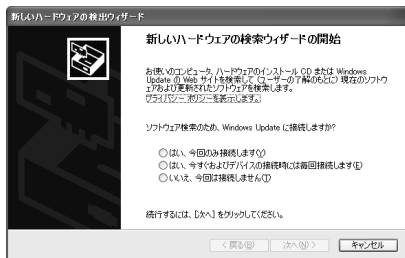 新しいハードウェアの検出ウィザード
新しいハードウェアの検索ウィザードの開始
お使いのコンピュータ、ハードウェアのインストール CD または Windows
Update の Web サイトを検索して (ユーザーの了解のもとに) 現在のソフトウ
ェアおよび更新されたソフトウェアを検索します。
プライバシー ポリシーを表示します。
ソフトウェア検索のため、Windows Update に接続しますか?
はい、今回のみ接続します(Y)
はい、今すぐおよびデバイスの接続時には毎回接続します(E)
いいえ、今回は接続しません(T)
続行するには、[次へ] をクリックしてください。
< 戻る(B)
次へ(N) >
キャンセル